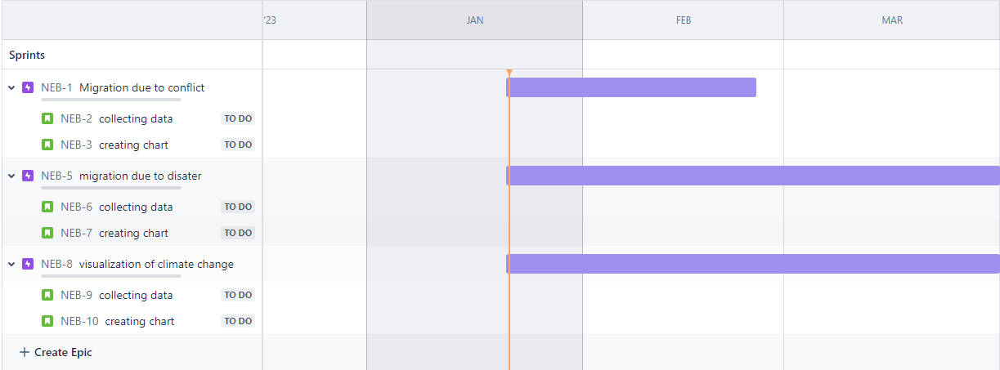 '23 JAN FEB MAR
Sprints
NEB-1 Migration due to conflict
NEB-2 collecting data TO DO
NEB-3 creating chart TO DO
NEB-5 migration due to disater
NEB-6 collecting data TO DO
NEB-7 creating chart TO DO
NEB-8 visualization of climate change
NEB-9 collecting data TO DO
NEB-10 creating chart TO DO
+ Create Epic